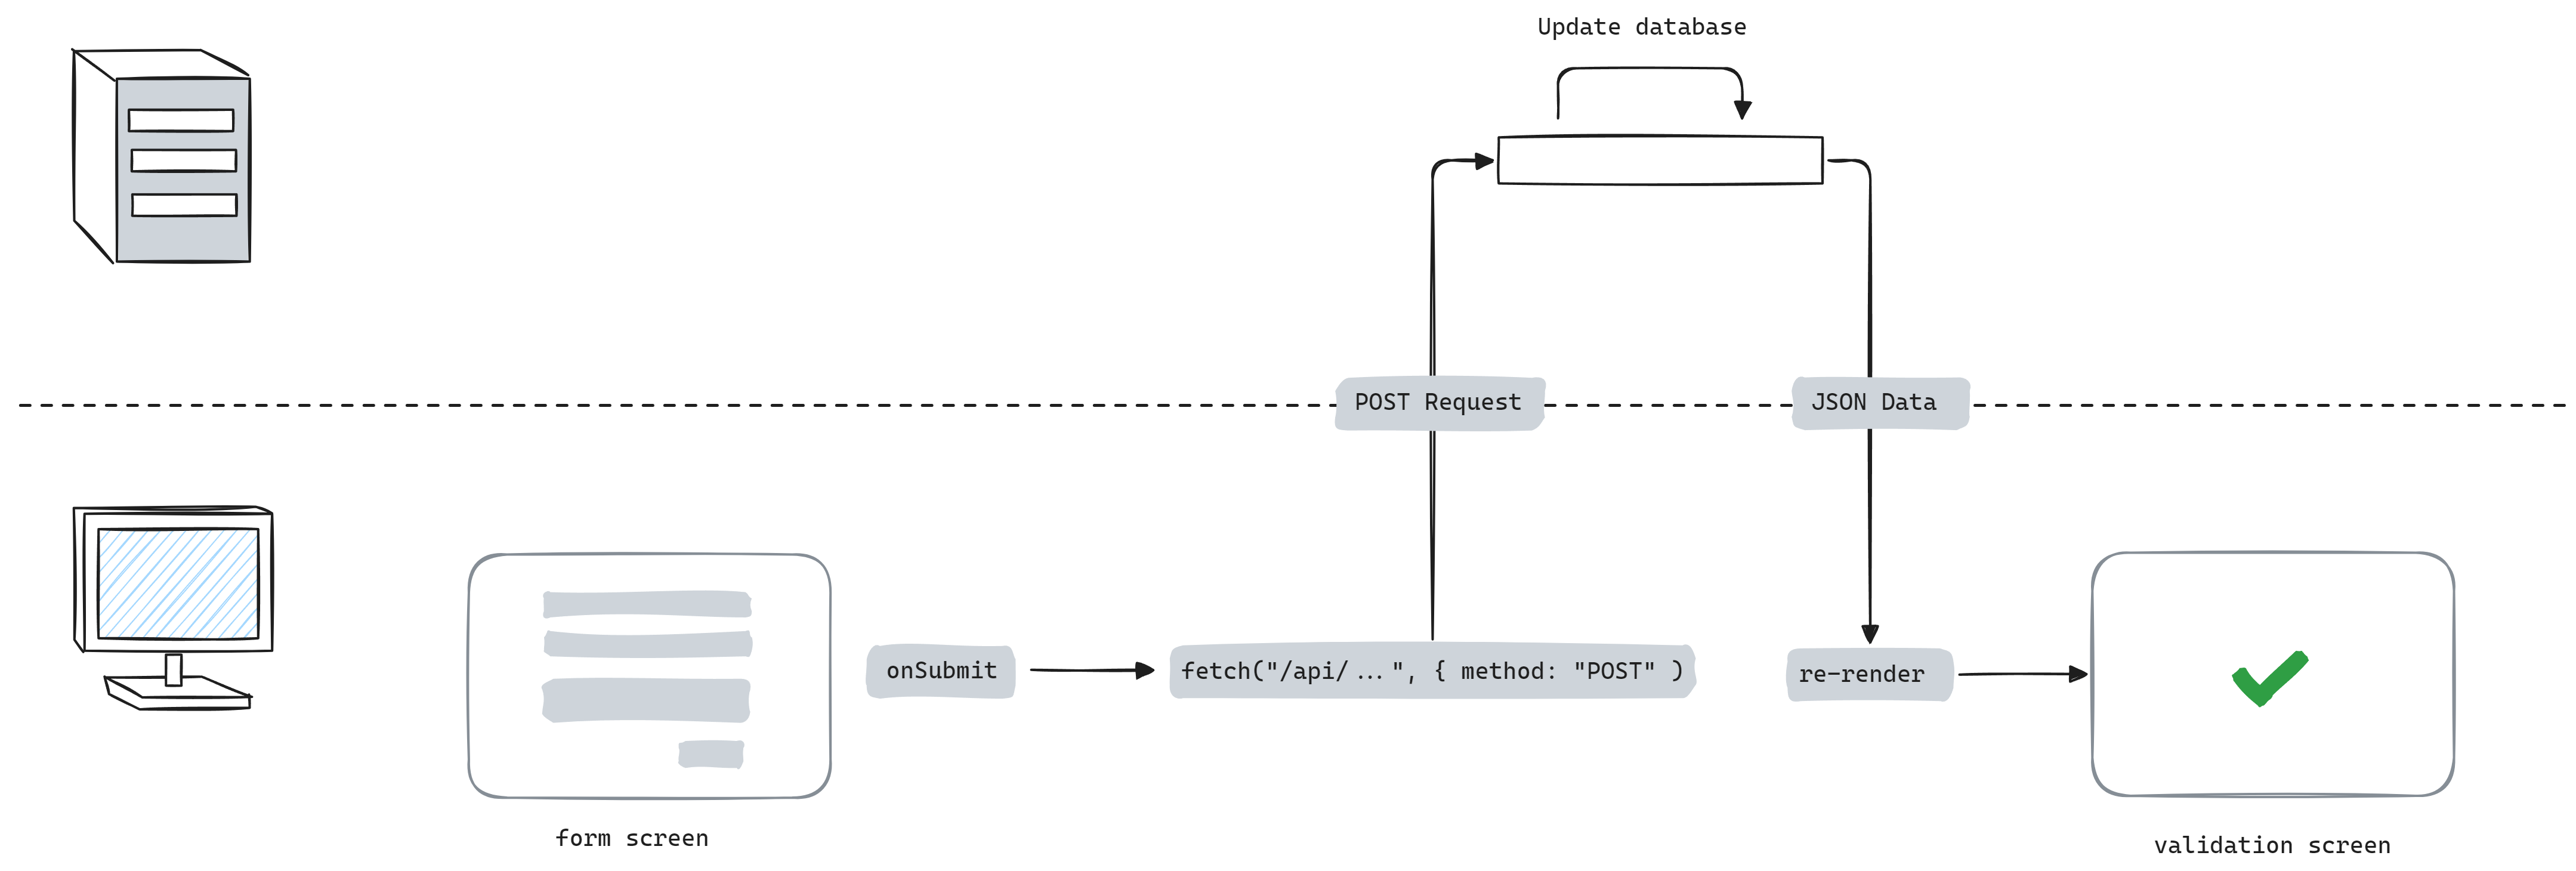 Update database
POST Request
JSON Data
onSubmit
fetch("/api/...", { method: "POST" )
re-render
form screen
validation screen